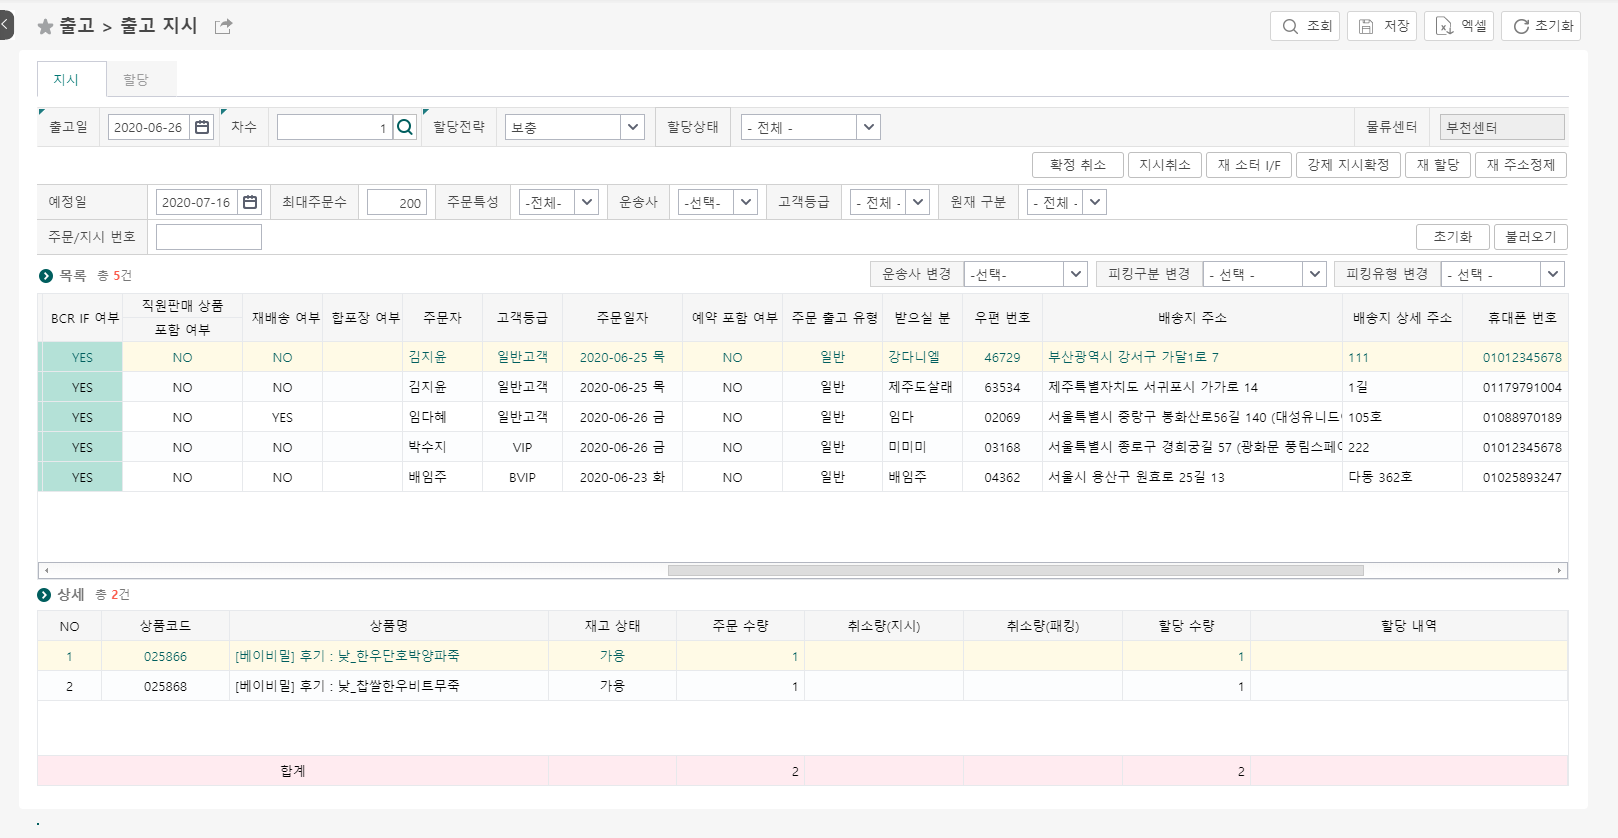 출고 > 출고 지시
조회 저장 엑셀 초기화
지시 할당
출고일 2020-06-26 차수 1 할당전략 보충 할당상태 - 전체 - 물류센터 부천센터
확정 취소 지시취소 재 소터 I/F 강제 지시확정 재 할당 재 주소정제
예정일 2020-07-16 최대주문수 200 주문특성 -전체- 운송사 -선택- 고객등급 - 전체 - 원재 구분 - 전체 -
주문/지시 번호 초기화 불러오기
목록 총 5건 운송사 변경 -선택- 피킹구분 변경 - 선택 - 피킹유형 변경 - 선택 -
BCR IF 여부 직원판매 상품 포함 여부 재배송 여부 합포장 여부 주문자 고객등급 주문일자 예약 포함 여부 주문 출고 유형 받으실 분 우편 번호 배송지 주소 배송지 상세 주소 휴대폰 번호
YES NO NO 김지윤 일반고객 2020-06-25 목 NO 일반 강다니엘 46729 부산광역시 강서구 가달1로 7 111 01012345678
YES NO NO 김지윤 일반고객 2020-06-25 목 NO 일반 제주도살래 63534 제주특별자치도 서귀포시 가가로 14 1길 01179791004
YES NO YES 임다혜 일반고객 2020-06-26 금 NO 일반 임다 02069 서울특별시 중랑구 봉화산로56길 140 (대성유니드 105호 01088970189
YES NO NO 박수지 VIP 2020-06-26 금 NO 일반 미미미 03168 서울특별시 종로구 경희궁길 57 (광화문 풍림스페이 222 01012345678
YES NO NO 배임주 BVIP 2020-06-23 화 NO 일반 배임주 04362 서울시 용산구 원효로 25길 13 다동 362호 01025893247
상세 총 2건
NO 상품코드 상품명 재고 상태 주문 수량 취소량(지시) 취소량(패킹) 할당 수량 할당 내역
1 025866 [베이비밀] 후기 : 낮_한우단호박양파죽 가용 1 1
2 025868 [베이비밀] 후기 : 낮_찹쌀한우비트무죽 가용 1 1
합계 2 2